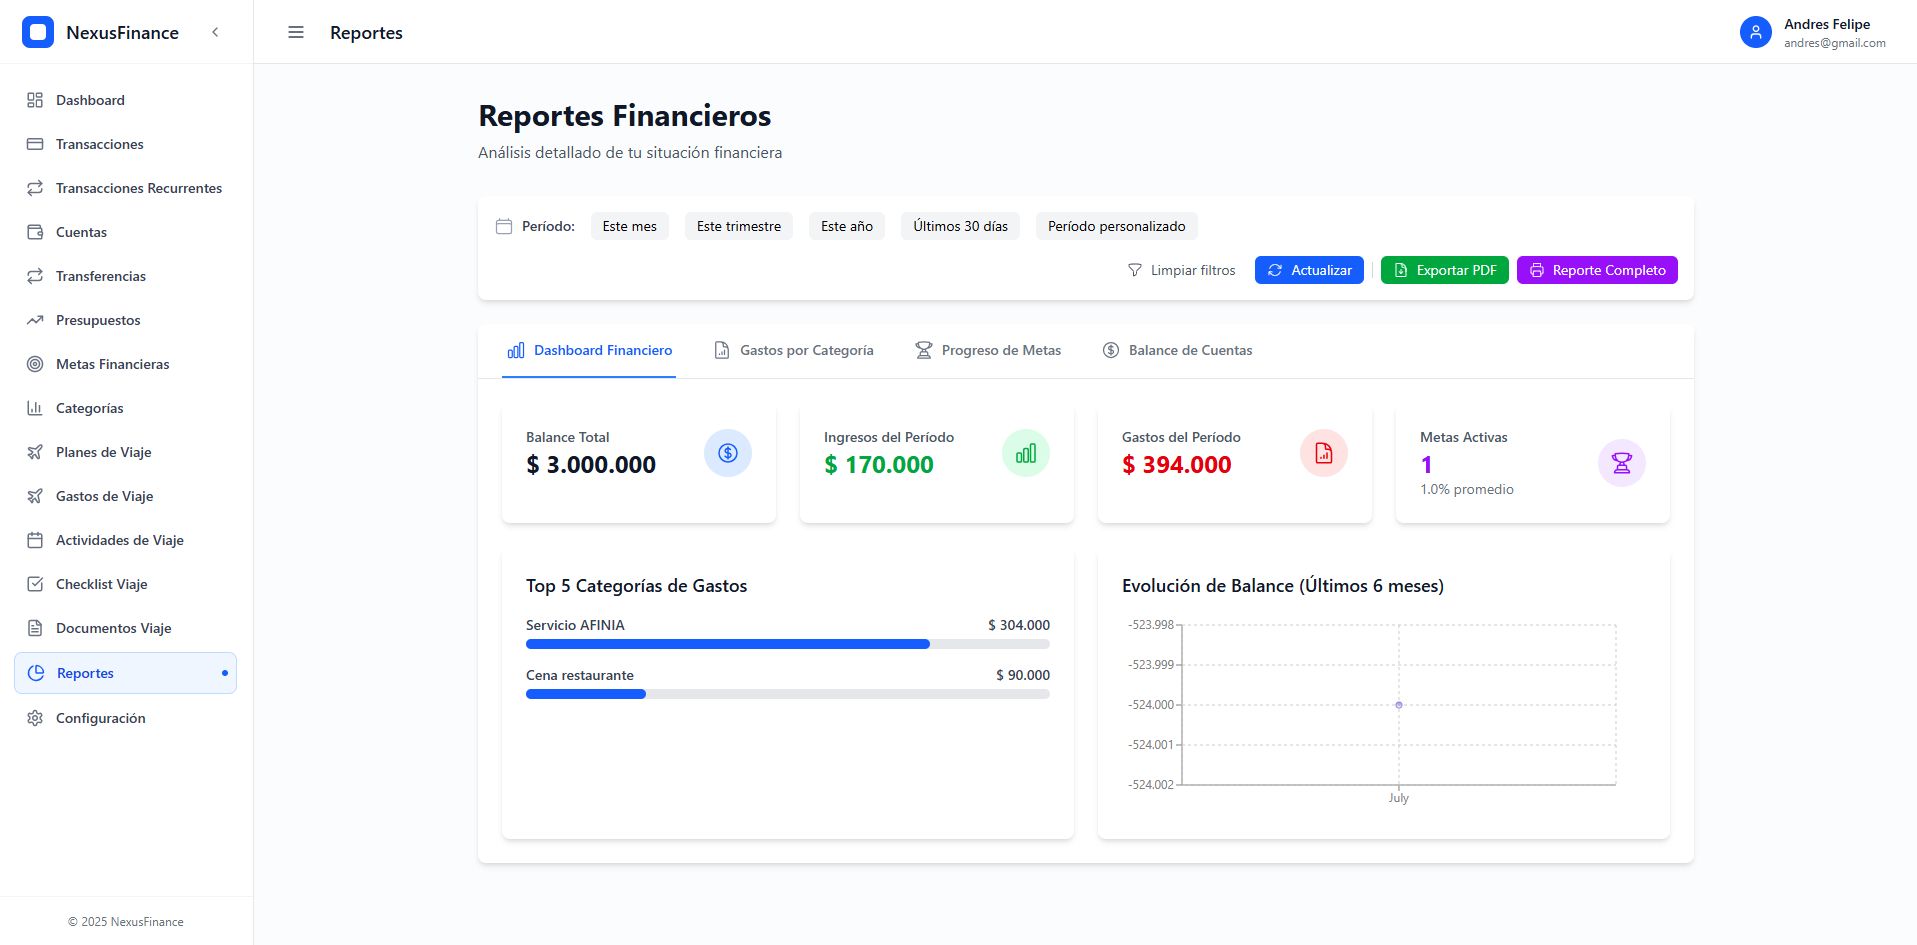 NexusFinance
Dashboard
Transacciones
Transacciones Recurrentes
Cuentas
Transferencias
Presupuestos
Metas Financieras
Categorías
Planes de Viaje
Gastos de Viaje
Actividades de Viaje
Checklist Viaje
Documentos Viaje
Reportes
Configuración
© 2025 NexusFinance
Reportes
Andres Felipe
andres@gmail.com
Reportes Financieros
Análisis detallado de tu situación financiera
Período: Este mes Este trimestre Este año Últimos 30 días Período personalizado
Limpiar filtros Actualizar Exportar PDF Reporte Completo
Dashboard Financiero Gastos por Categoría Progreso de Metas Balance de Cuentas
Balance Total
$ 3.000.000
Ingresos del Período
$ 170.000
Gastos del Período
$ 394.000
Metas Activas
1
1.0% promedio
Top 5 Categorías de Gastos
Servicio AFINIA $ 304.000
Cena restaurante $ 90.000
Evolución de Balance (Últimos 6 meses)
-523.998
-523.999
-524.000
-524.001
-524.002
July